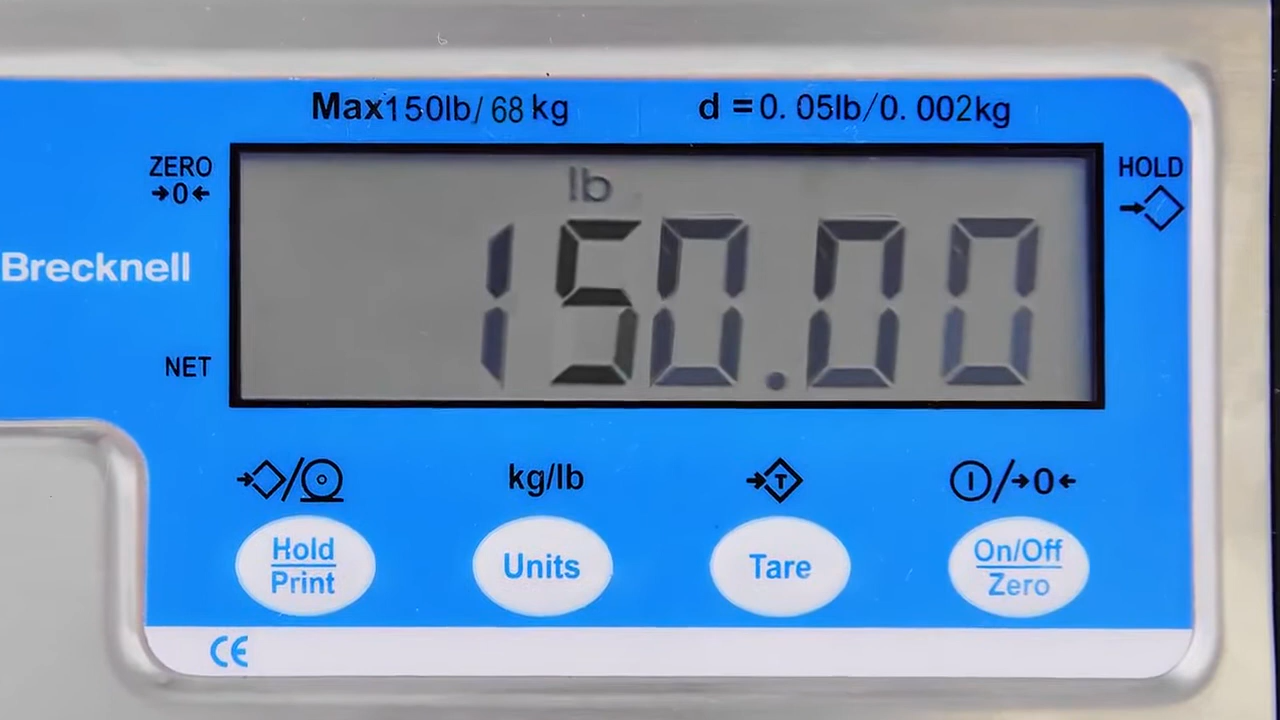 Max150lb/ 68 kg
d =0. 05lb/0. 002kg
ZERO
→0←
HOLD
lb
150.00
Brecknell
NET
kg/lb
T
→0←
Hold
Print
Units
Tare
On/Off
Zero
CE